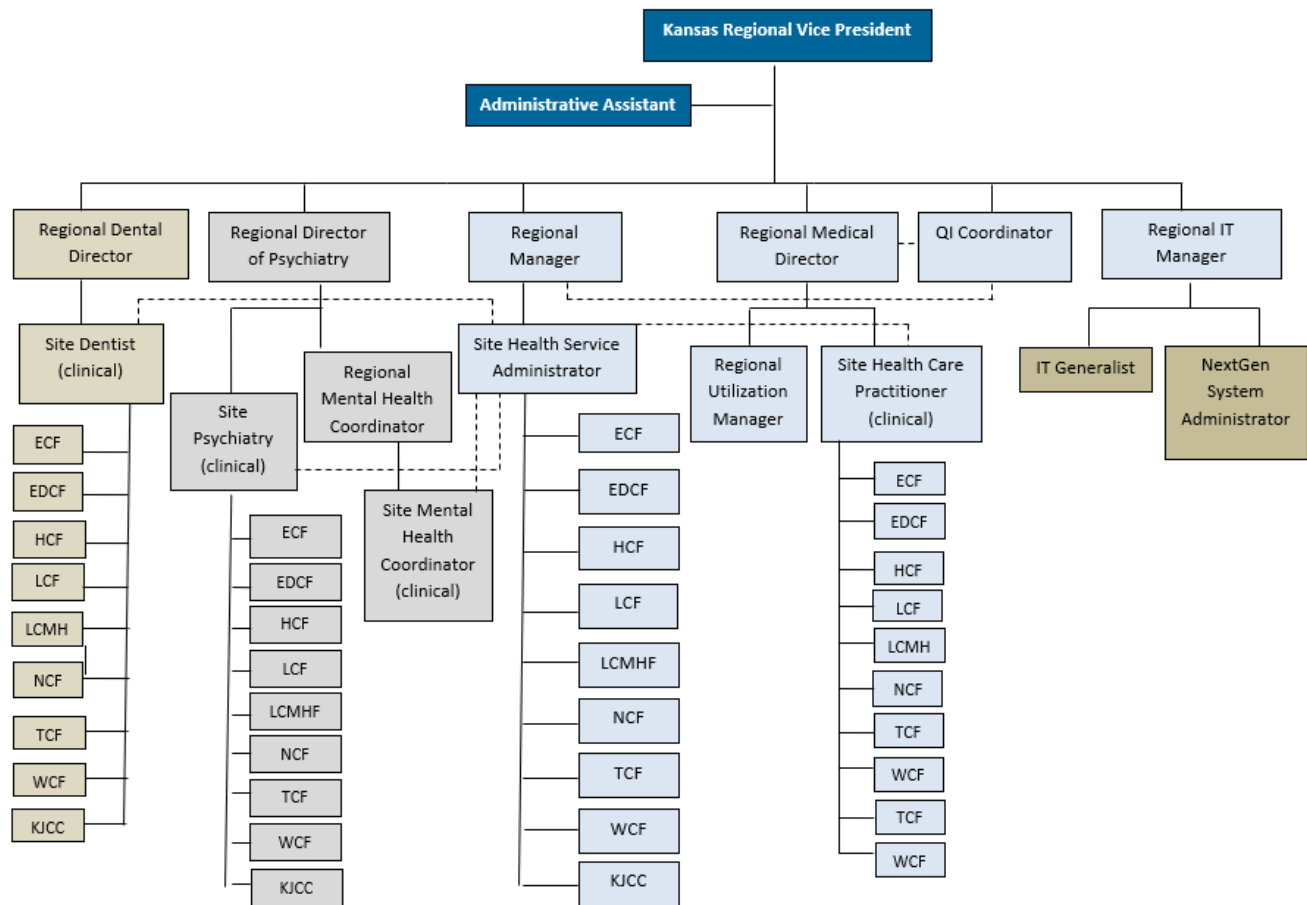 Kansas Regional Vice President
Administrative Assistant
Regional Dental
Director
Regional Director
of Psychiatry
Regional
Manager
Regional Medical
Director
QI Coordinator
Regional IT
Manager
Site Dentist
(clinical)
Site
Psychiatry
(clinical)
Regional
Mental Health
Coordinator
Site Mental
Health
Coordinator
(clinical)
Site Health Service
Administrator
Regional
Utilization
Manager
Site Health Care
Practitioner
(clinical)
IT Generalist
NextGen
System
Administrator
ECF
EDCF
HCF
LCF
LCMH
NCF
TCF
WCF
KJCC
ECF
EDCF
HCF
LCF
LCMHF
NCF
TCF
WCF
KJCC
ECF
EDCF
HCF
LCF
LCMHF
NCF
TCF
WCF
KJCC
ECF
EDCF
HCF
LCF
LCMH
NCF
TCF
WCF
TCF
WCF